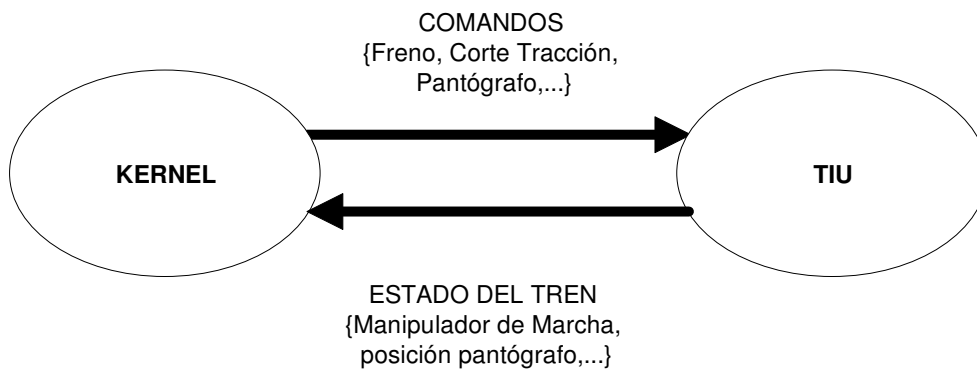 COMANDOS
{Freno, Corte Tracción,
Pantógrafo,...}
KERNEL
TIU
ESTADO DEL TREN
{Manipulador de Marcha,
posición pantógrafo,...}